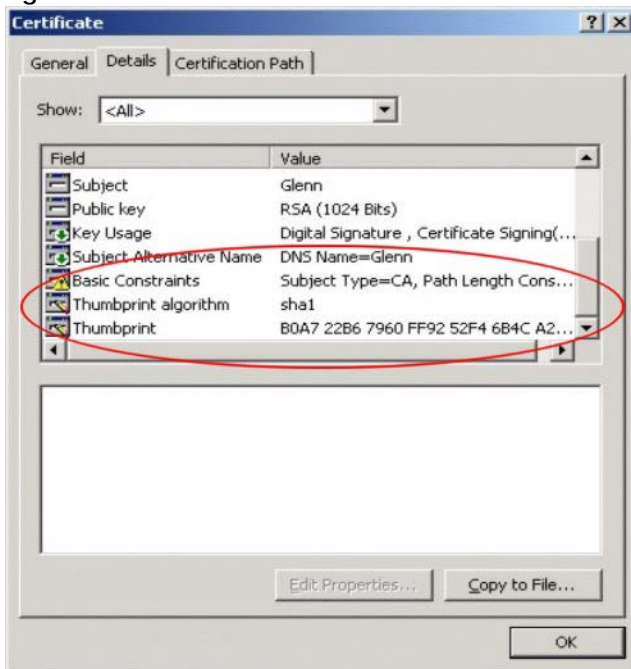 Certificate
General Details Certification Path
Show: <All>
Field Value
Subject Glenn
Public key RSA (1024 Bits)
Key Usage Digital Signature , Certificate Signing(...
Subject Alternative Name DNS Name=Glenn
Basic Constraints Subject Type=CA, Path Length Cons...
Thumbprint algorithm sha1
Thumbprint B0A7 22B6 7960 FF92 52F4 6B4C A2...
Edit Properties... Copy to File...
OK